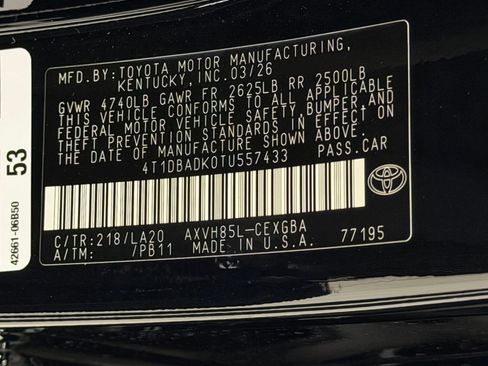 MFD.BY:TOYOTA MOTOR MANUFACTURING,
KENTUCKY, INC. 03/26
GVWR 4740LB GAWR FR 2625LB RR 2500LB
THIS VEHICLE CONFORMS TO ALL APPLICABLE
FEDERAL MOTOR VEHICLE SAFETY, BUMPER, AND
THEFT PREVENTION STANDARDS IN EFFECT ON
THE DATE OF MANUFACTURE SHOWN ABOVE.
4T1DBADK0TU557433 PASS.CAR
C/TR:218/LA20 AXVH85L-CEXGBA
A/TM: /PB11 MADE IN U.S.A. 77195
53
42661-06B50